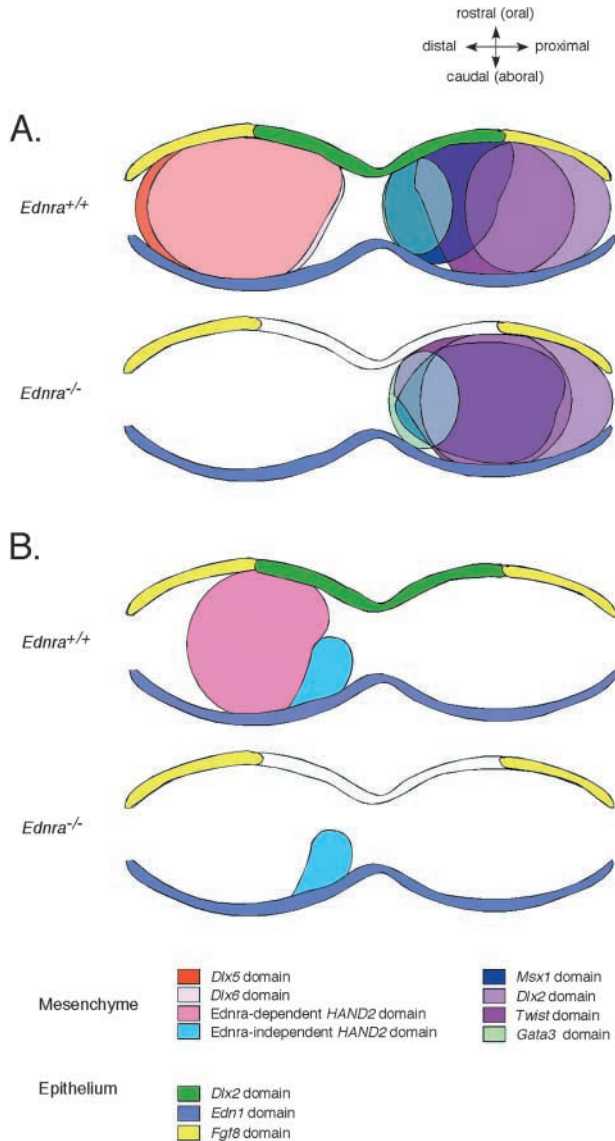 rostral (oral)
distal
proximal
caudal (aboral)
A.
Ednra+/+
Ednra-/-
B.
Ednra+/+
Ednra-/-
Mesenchyme
Dlx5 domain
Dlx6 domain
Ednra-dependent HAND2 domain
Ednra-independent HAND2 domain
Msx1 domain
Dlx2 domain
Twist domain
Gata3 domain
Epithelium
Dlx2 domain
Edn1 domain
Fgf8 domain